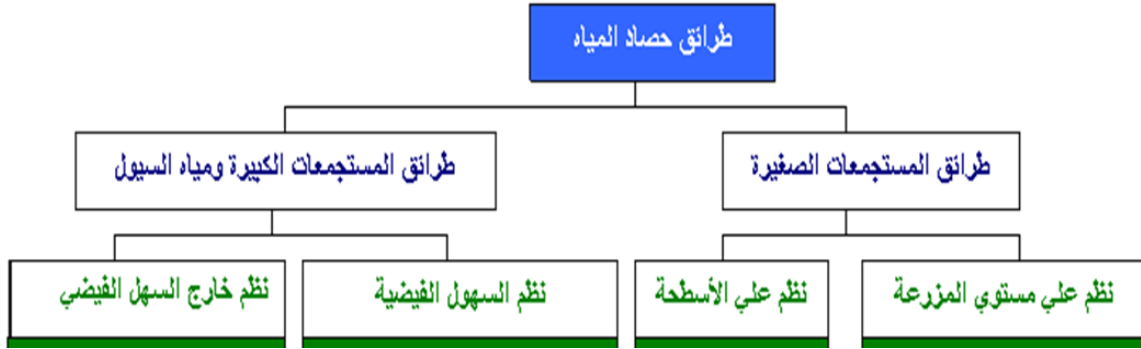 طرائق حصاد المياه
طرائق المستجمعات الصغيرة
طرائق المستجمعات الكبيرة ومياه السيول
نظم علي مستوي المزرعة
نظم علي الأسطحة
نظم السهول الفيضية
نظم خارج السهل الفيضي